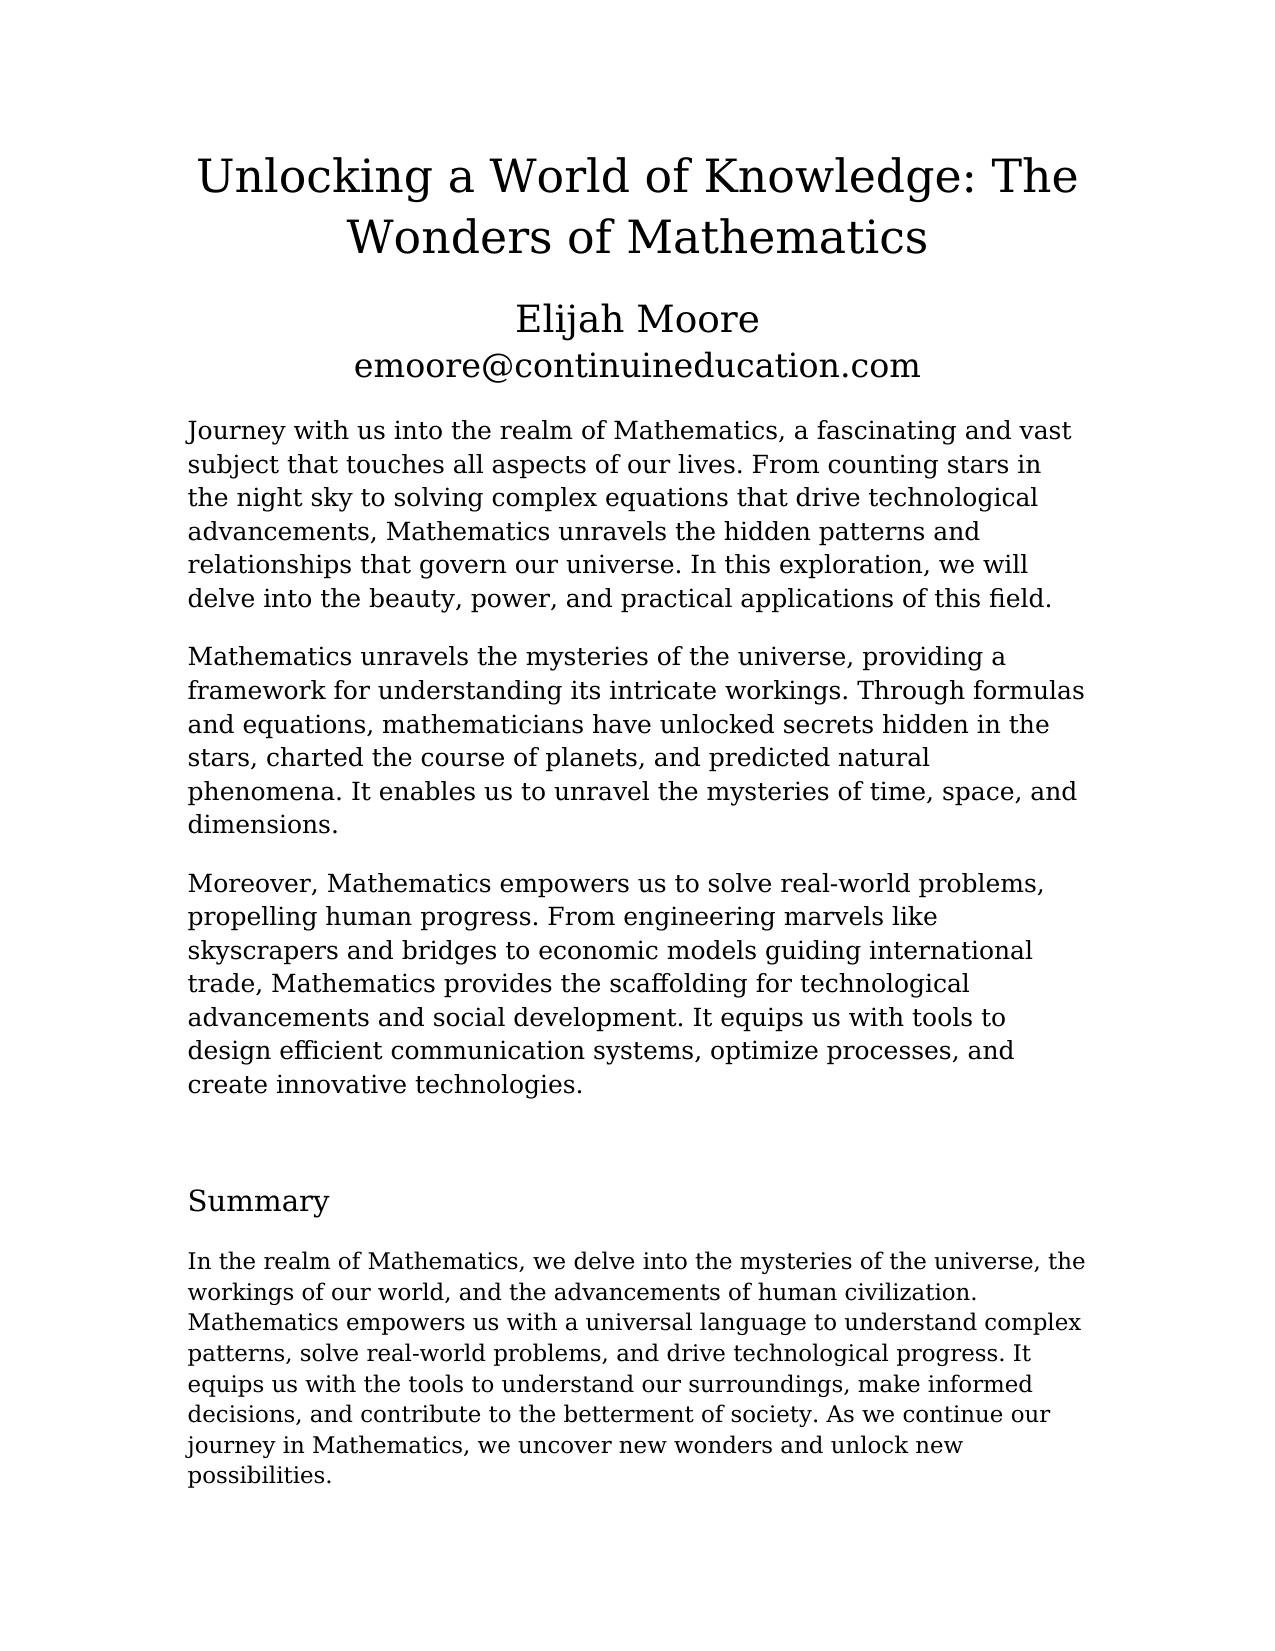 Unlocking a World of Knowledge: The
Wonders of Mathematics
Elijah Moore
emoore@continuineducation.com
Journey with us into the realm of Mathematics, a fascinating and vast
subject that touches all aspects of our lives. From counting stars in
the night sky to solving complex equations that drive technological
advancements, Mathematics unravels the hidden patterns and
relationships that govern our universe. In this exploration, we will
delve into the beauty, power, and practical applications of this field.
Mathematics unravels the mysteries of the universe, providing a
framework for understanding its intricate workings. Through formulas
and equations, mathematicians have unlocked secrets hidden in the
stars, charted the course of planets, and predicted natural
phenomena. It enables us to unravel the mysteries of time, space, and
dimensions.
Moreover, Mathematics empowers us to solve real-world problems,
propelling human progress. From engineering marvels like
skyscrapers and bridges to economic models guiding international
trade, Mathematics provides the scaffolding for technological
advancements and social development. It equips us with tools to
design efficient communication systems, optimize processes, and
create innovative technologies.
Summary
In the realm of Mathematics, we delve into the mysteries of the universe, the
workings of our world, and the advancements of human civilization.
Mathematics empowers us with a universal language to understand complex
patterns, solve real-world problems, and drive technological progress. It
equips us with the tools to understand our surroundings, make informed
decisions, and contribute to the betterment of society. As we continue our
journey in Mathematics, we uncover new wonders and unlock new
possibilities.